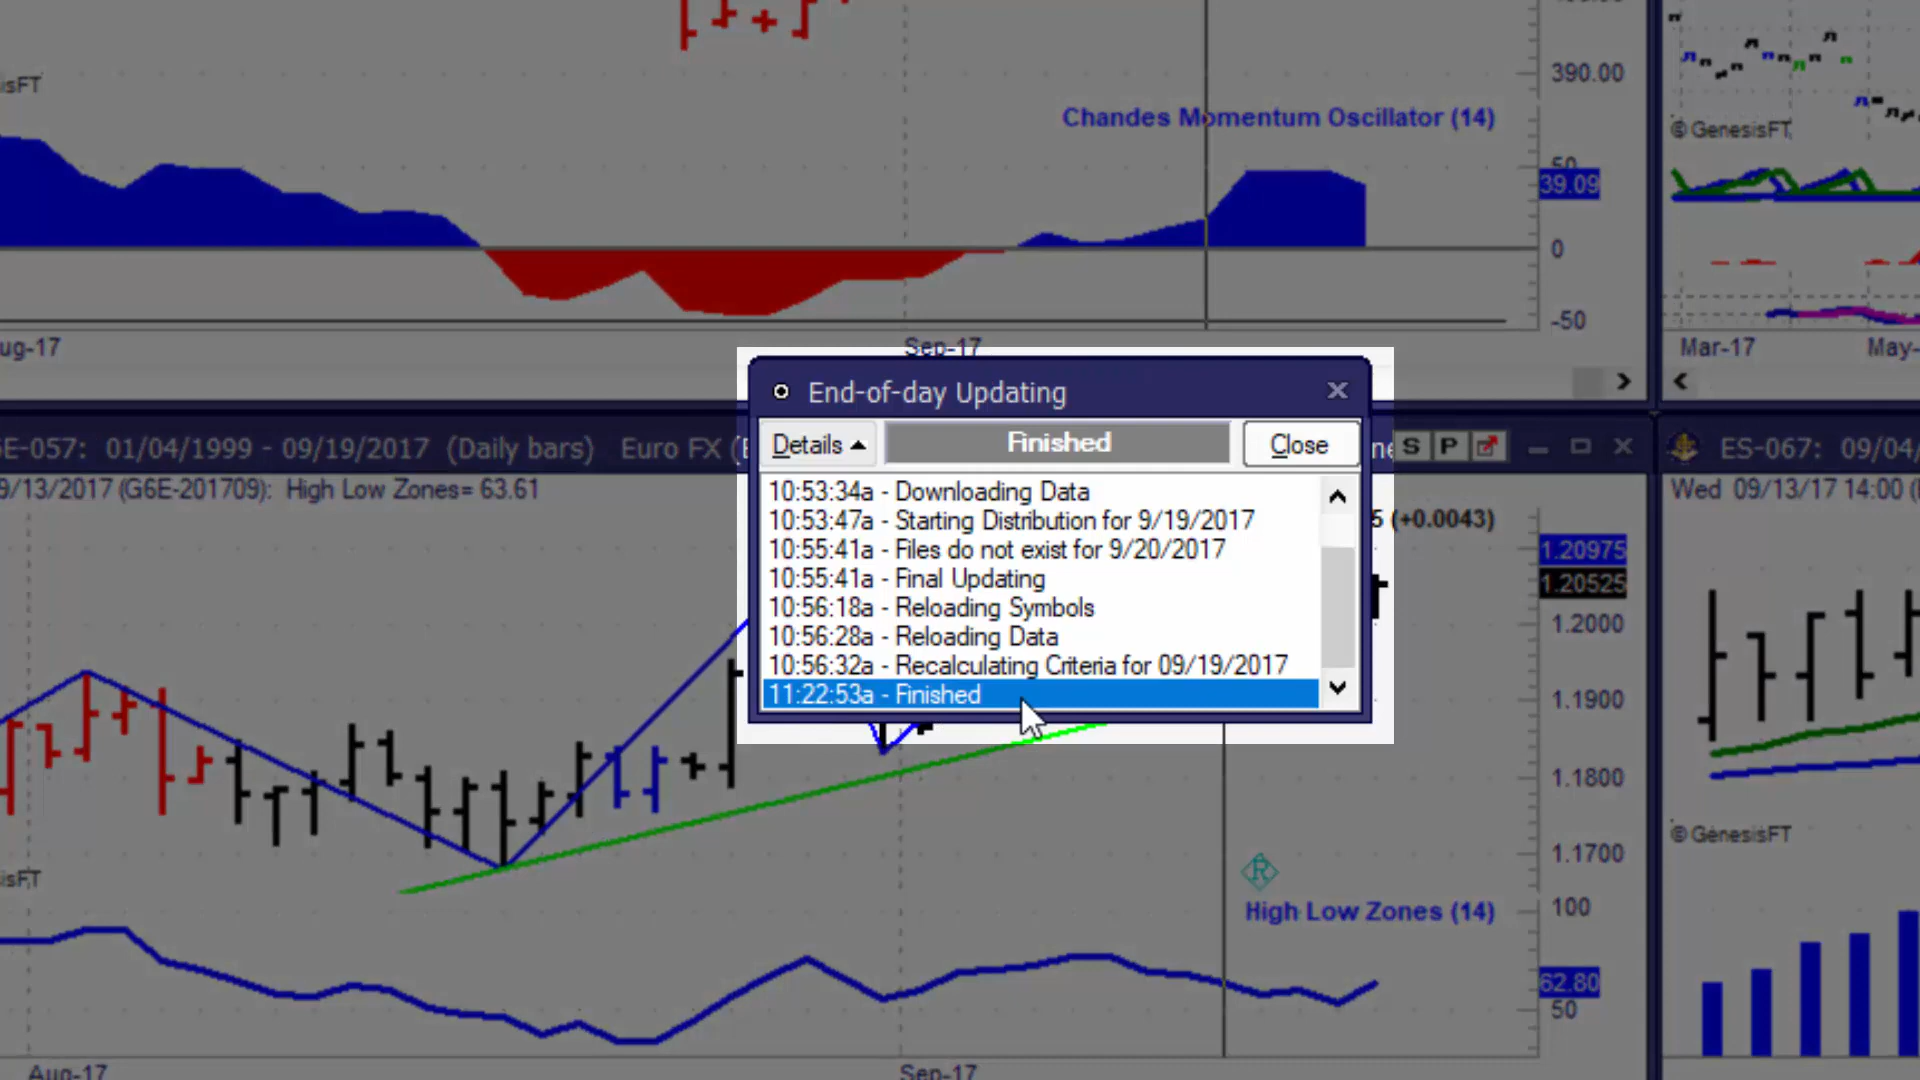 390.00
isFT
Chandes Momentum Oscillator (14)
50
39.09
0
-50
ug-17
Sep-17
© GenesisFT
Mar-17
May-
End-of-day Updating
Details
Finished
Close
10:53:34a - Downloading Data
10:53:47a - Starting Distribution for 9/19/2017
10:55:41a - Files do not exist for 9/20/2017
10:55:41a - Final Updating
10:56:18a - Reloading Symbols
10:56:28a - Reloading Data
10:56:32a - Recalculating Criteria for 09/19/2017
11:22:53a - Finished
E-057: 01/04/1999 - 09/19/2017 (Daily bars) Euro FX (
ne S P
9/13/2017 (G6E-201709): High Low Zones= 63.61
5 (+0.0043)
1.20975
1.20525
1.2000
1.1900
1.1800
1.1700
isFT
R
High Low Zones (14)
100
62.80
50
Aug-17
Sep-17
ES-067: 09/04/
Wed 09/13/17 14:00 (
© GenesisFT